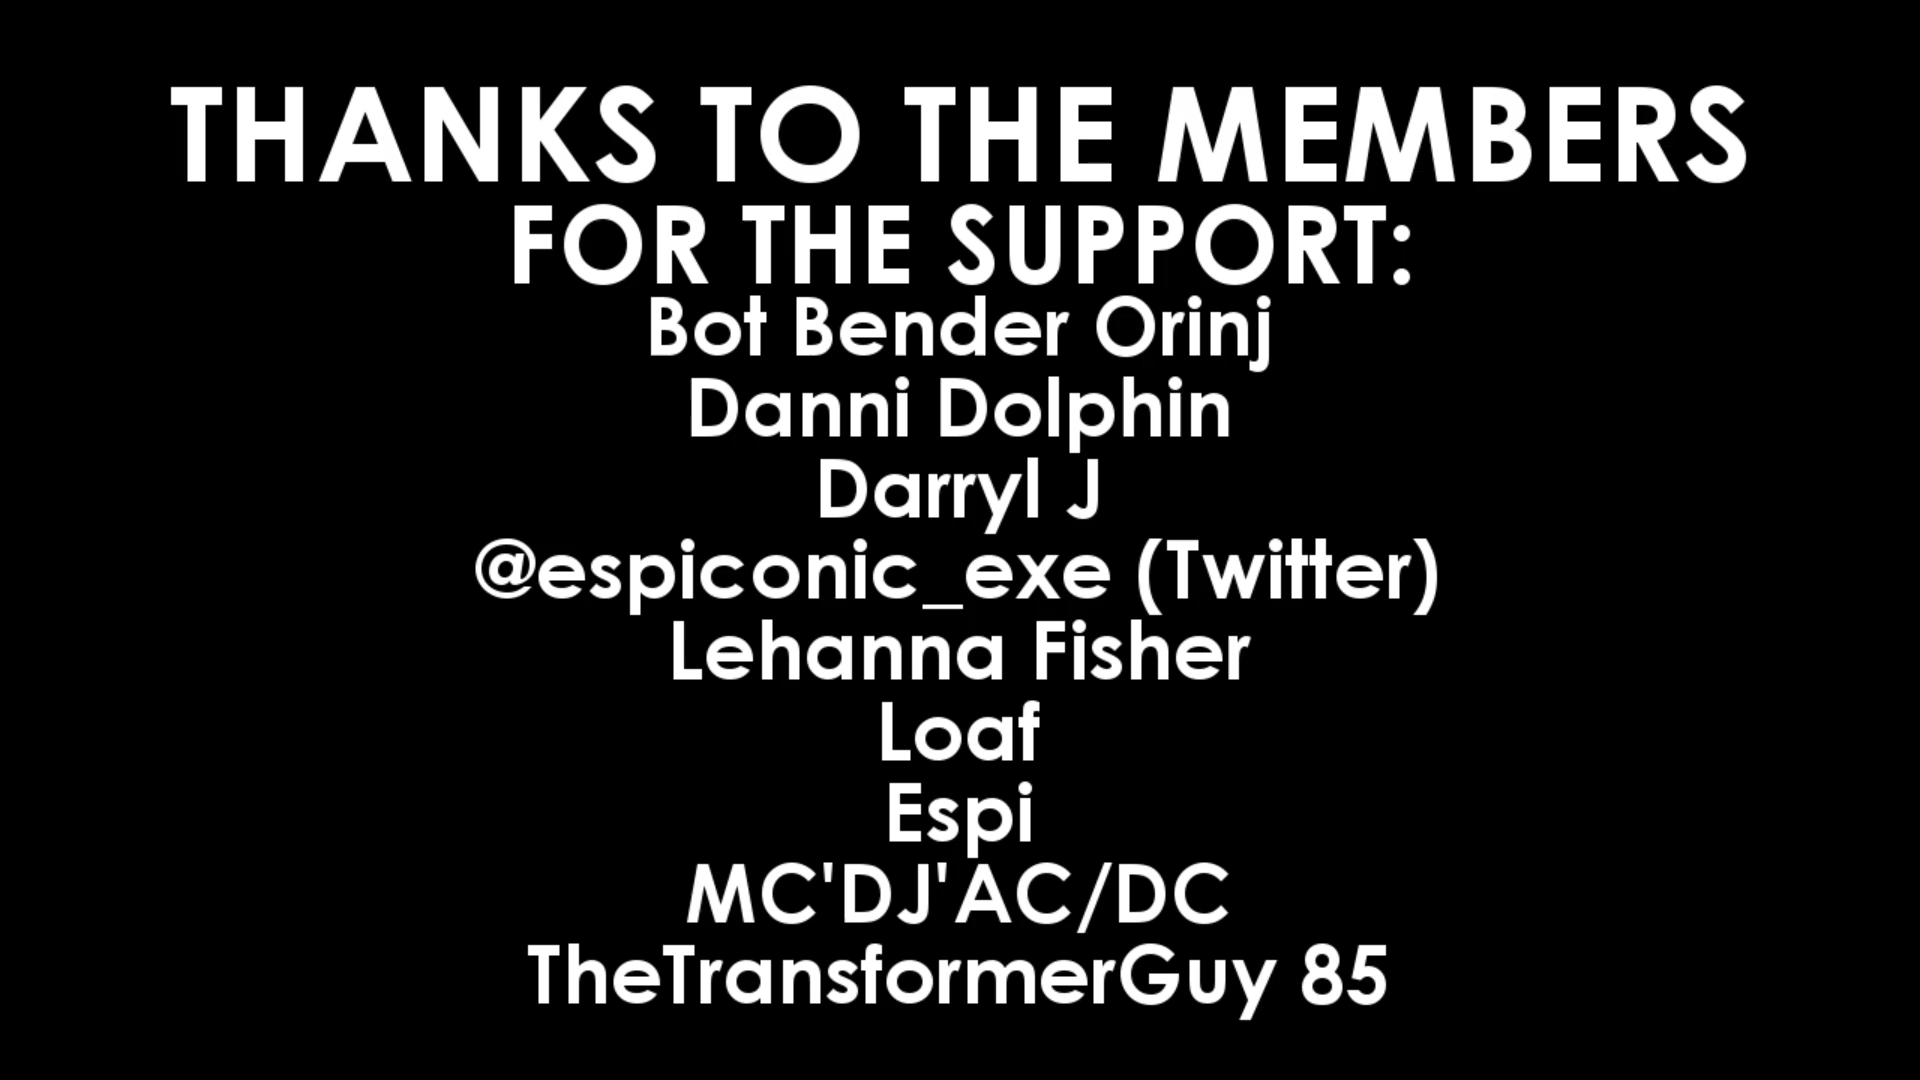 THANKS TO THE MEMBERS
FOR THE SUPPORT:
Bot Bender Orinj
Danni Dolphin
Darryl J
@espiconic_exe (Twitter)
Lehanna Fisher
Loaf
Espi
MC'DJ'AC/DC
TheTransformerGuy 85